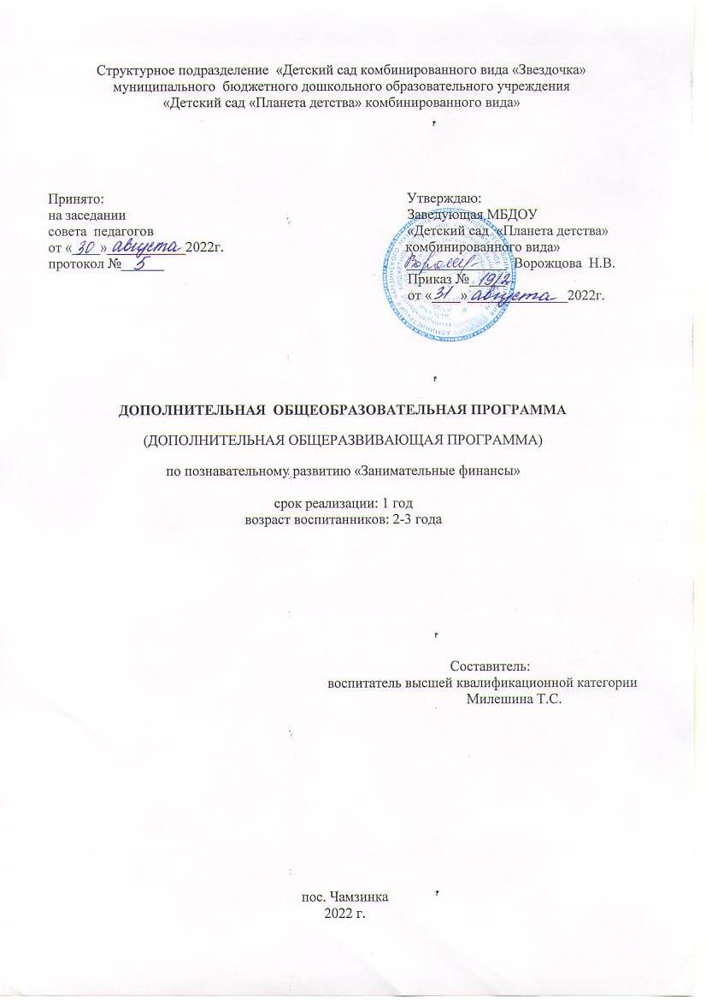 Структурное подразделение «Детский сад комбинированного вида «Звездочка»
муниципального бюджетного дошкольного образовательного учреждения
«Детский сад «Планета детства» комбинированного вида»
Принято:
на заседании
совета педагогов
от «30» августа 2022г.
протокол № 5
Утверждаю:
Заведующая МБДОУ
«Детский сад «Планета детства»
комбинированного вида»
Ворожцова Н.В.
Приказ № 19/2
от «31» августа 2022г.
ДОПОЛНИТЕЛЬНАЯ ОБЩЕОБРАЗОВАТЕЛЬНАЯ ПРОГРАММА
(ДОПОЛНИТЕЛЬНАЯ ОБЩЕРАЗВИВАЮЩАЯ ПРОГРАММА)
по познавательному развитию «Занимательные финансы»
срок реализации: 1 год
возраст воспитанников: 2-3 года
Составитель:
воспитатель высшей квалификационной категории
Милешина Т.С.
пос. Чамзинка
2022 г.